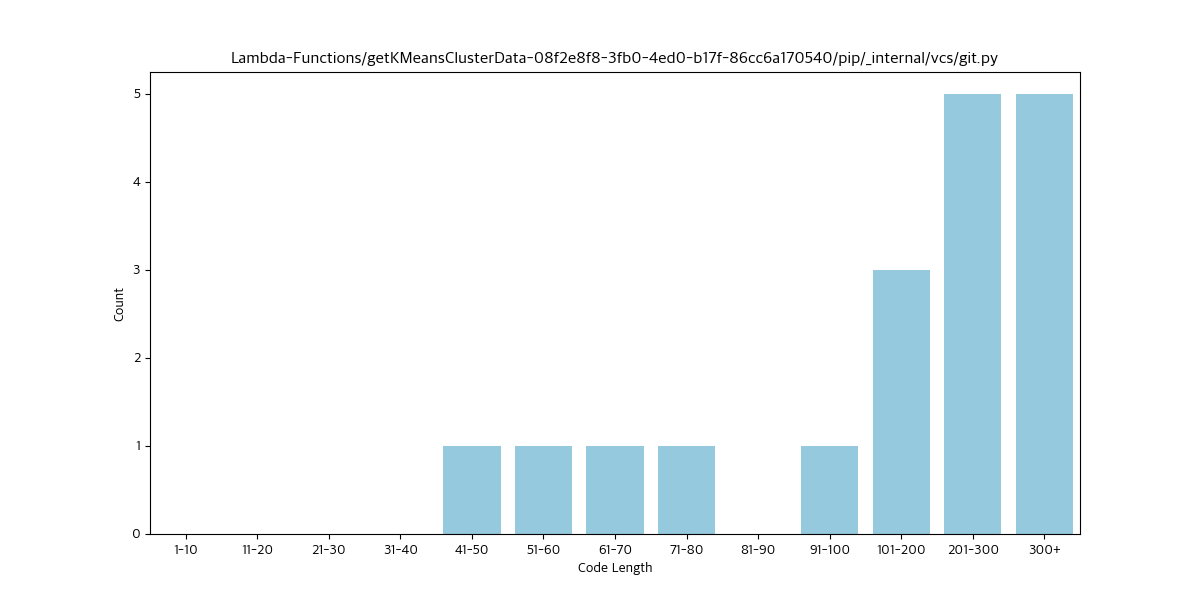 Lambda-Functions/getKMeansClusterData-08f2e8f8-3fb0-4ed0-b17f-86cc6a170540/pip/_internal/vcs/git.py
5
4
3
2
1
0
Count
1-10 11-20 21-30 31-40 41-50 51-60 61-70 71-80 81-90 91-100 101-200 201-300 300+
Code Length